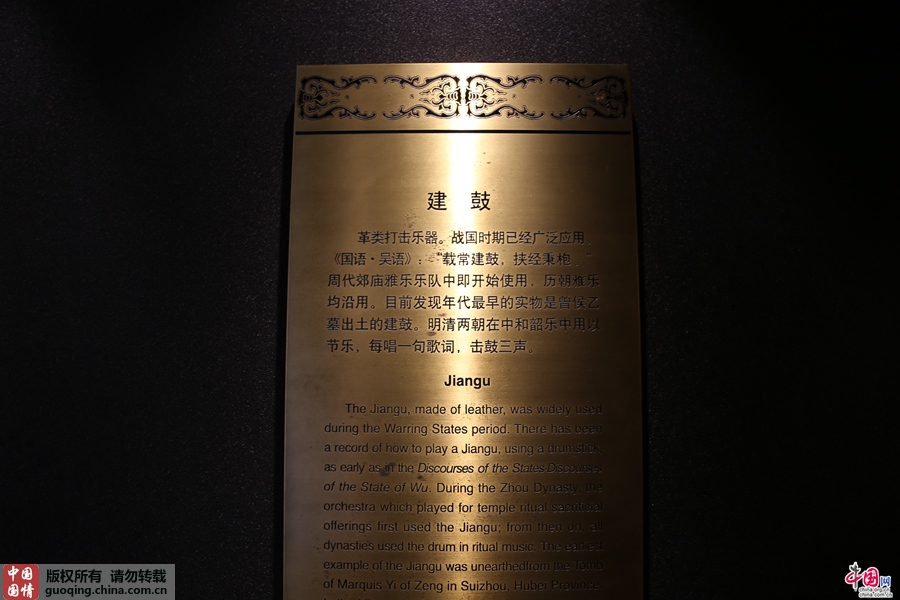 建 鼓
革类打击乐器。战国时期已经广泛应用。
《国语·吴语》："载常建鼓，挟经秉枹。"
周代郊庙雅乐乐队中即开始使用，历朝雅乐
均沿用。目前发现年代最早的实物是曾侯乙
墓出土的建鼓。明清两朝在中和韶乐中用以
节乐，每唱一句歌词，击鼓三声。
Jiangu
The Jiangu, made of leather, was widely used
during the Warring States period. There has been
a record of how to play a Jiangu, using a drumstick,
as early as in the Discourses of the States Discourses
of the State of Wu. During the Zhou Dynasty, the
orchestra which played for temple ritual sacrificial
offerings first used the Jiangu; from then on, all
dynasties used the drum in ritual music. The earliest
example of the Jiangu was unearthedfrom the Tomb
of Marquis Yi of Zeng in Suizhou, Hubei Province.
中国
国情
版权所有 请勿转载
guoqing.china.com.cn
中国网
china.com.cn